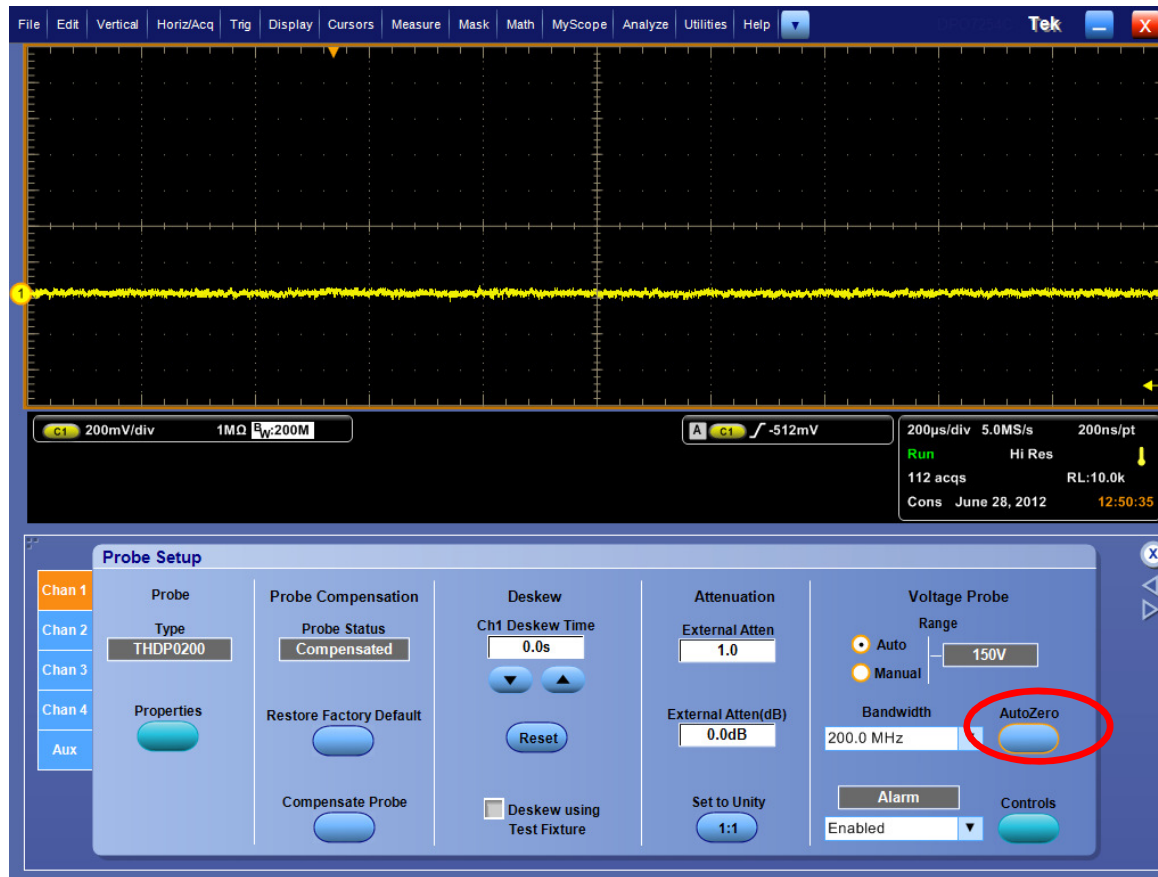 File Edit Vertical Horiz/Acq Trig Display Cursors Measure Mask Math MyScope Analyze Utilities Help Tek X
1
C1 200mV/div 1MΩ BW:200M
A C1 -512mV
200µs/div 5.0MS/s 200ns/pt
Run Hi Res
112 acqs RL:10.0k
Cons June 28, 2012 12:50:35
Probe Setup
X
Chan 1
Chan 2
Chan 3
Chan 4
Aux
Probe
Type
THDP0200
Properties
Probe Compensation
Probe Status
Compensated
Restore Factory Default
Compensate Probe
Deskew
Ch1 Deskew Time
0.0s
Reset
Deskew using
Test Fixture
Attenuation
External Atten
1.0
External Atten(dB)
0.0dB
Set to Unity
1:1
Voltage Probe
Range
Auto
Manual
150V
Bandwidth
200.0 MHz
AutoZero
Alarm
Enabled
Controls